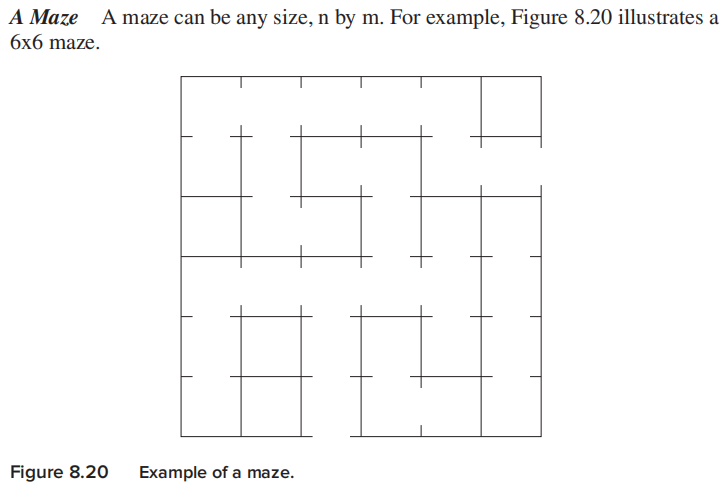 A Maze A maze can be any size, n by m. For example, Figure 8.20 illustrates a
6x6 maze.
Figure 8.20 Example of a maze.